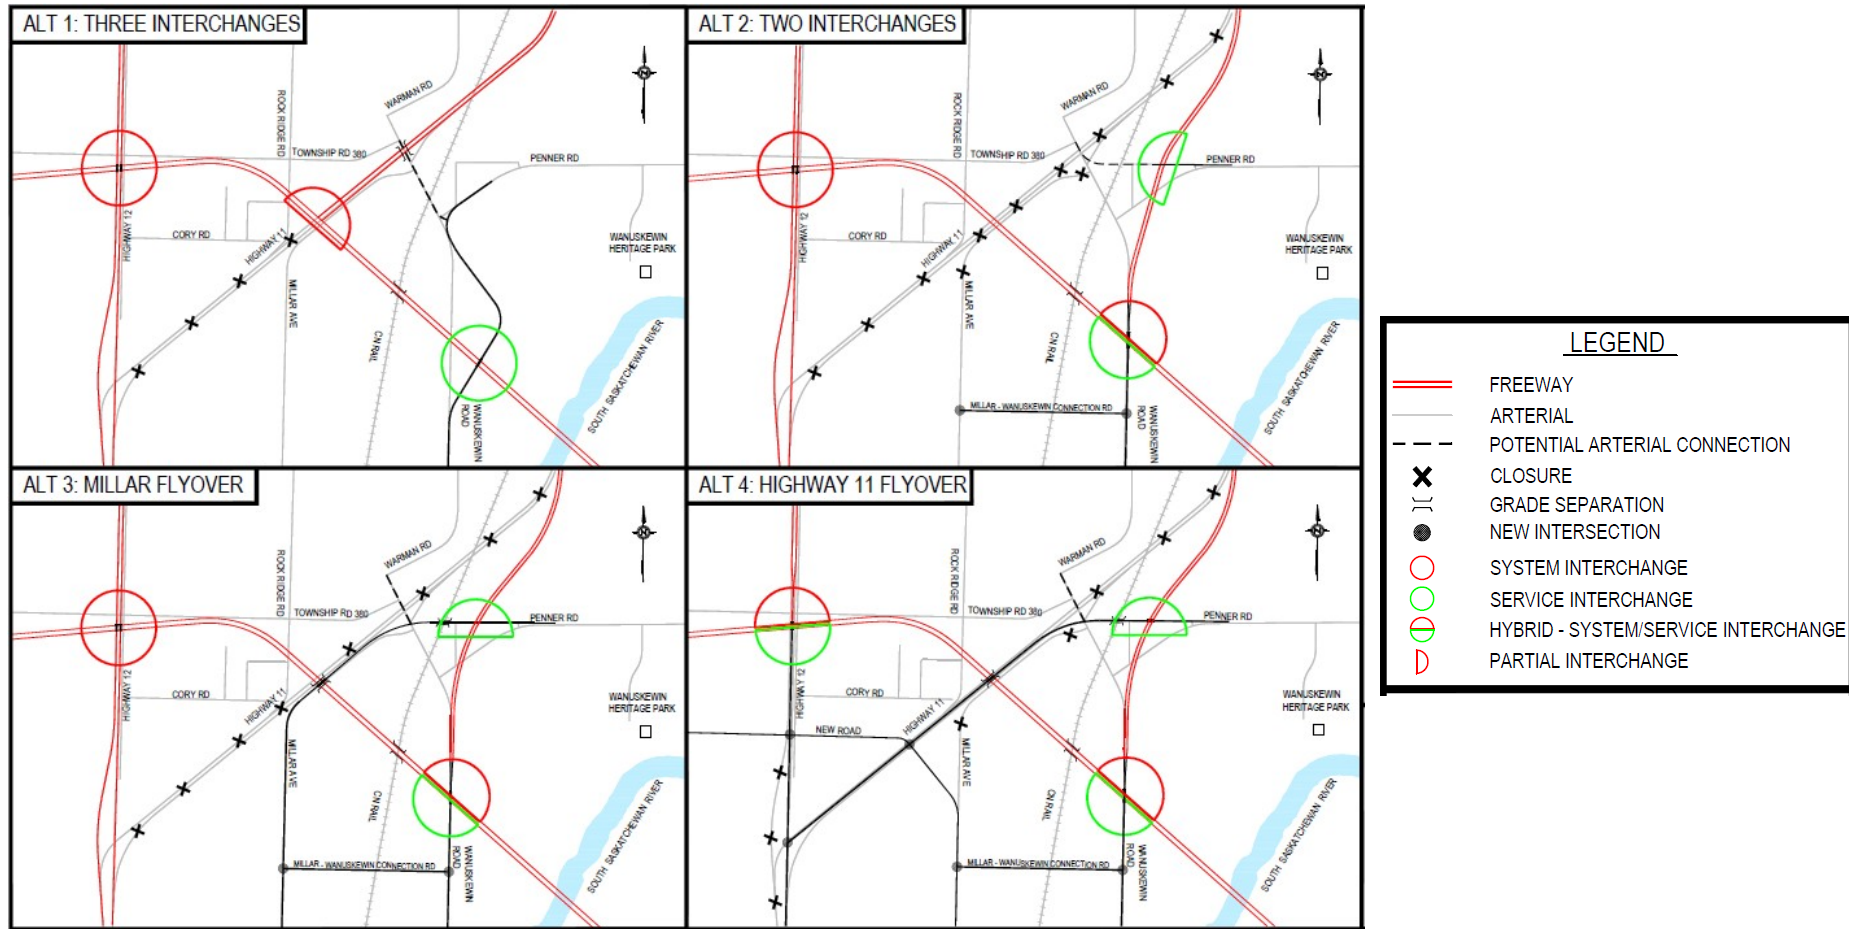 ALT 1: THREE INTERCHANGES
WARMAN RD
ROCK RIDGE RD
TOWNSHIP RD 380
PENNER RD
HIGHWAY 12
CORY RD
HIGHWAY 11
WANUSKEWIN
HERITAGE PARK
MILLAR AVE
CN RAIL
SOUTH SASKATCHEWAN RIVER
WANUSKEWIN
ROAD
ALT 2: TWO INTERCHANGES
WARMAN RD
ROCK RIDGE RD
TOWNSHIP RD 380
PENNER RD
HIGHWAY 12
CORY RD
HIGHWAY 11
WANUSKEWIN
HERITAGE PARK
MILLAR AVE
CN RAIL
SOUTH SASKATCHEWAN RIVER
MILLAR - WANUSKEWIN CONNECTION RD
WANUSKEWIN
ROAD
ALT 3: MILLAR FLYOVER
WARMAN RD
ROCK RIDGE RD
TOWNSHIP RD 380
PENNER RD
HIGHWAY 12
CORY RD
HIGHWAY 11
WANUSKEWIN
HERITAGE PARK
MILLAR AVE
CN RAIL
SOUTH SASKATCHEWAN RIVER
MILLAR - WANUSKEWIN CONNECTION RD
WANUSKEWIN
ROAD
ALT 4: HIGHWAY 11 FLYOVER
WARMAN RD
ROCK RIDGE RD
TOWNSHIP RD 380
PENNER RD
HIGHWAY 12
CORY RD
HIGHWAY 11
NEW ROAD
WANUSKEWIN
HERITAGE PARK
MILLAR AVE
CN RAIL
SOUTH SASKATCHEWAN RIVER
MILLAR - WANUSKEWIN CONNECTION RD
WANUSKEWIN
ROAD
LEGEND
FREEWAY
ARTERIAL
POTENTIAL ARTERIAL CONNECTION
CLOSURE
GRADE SEPARATION
NEW INTERSECTION
SYSTEM INTERCHANGE
SERVICE INTERCHANGE
HYBRID - SYSTEM/SERVICE INTERCHANGE
PARTIAL INTERCHANGE